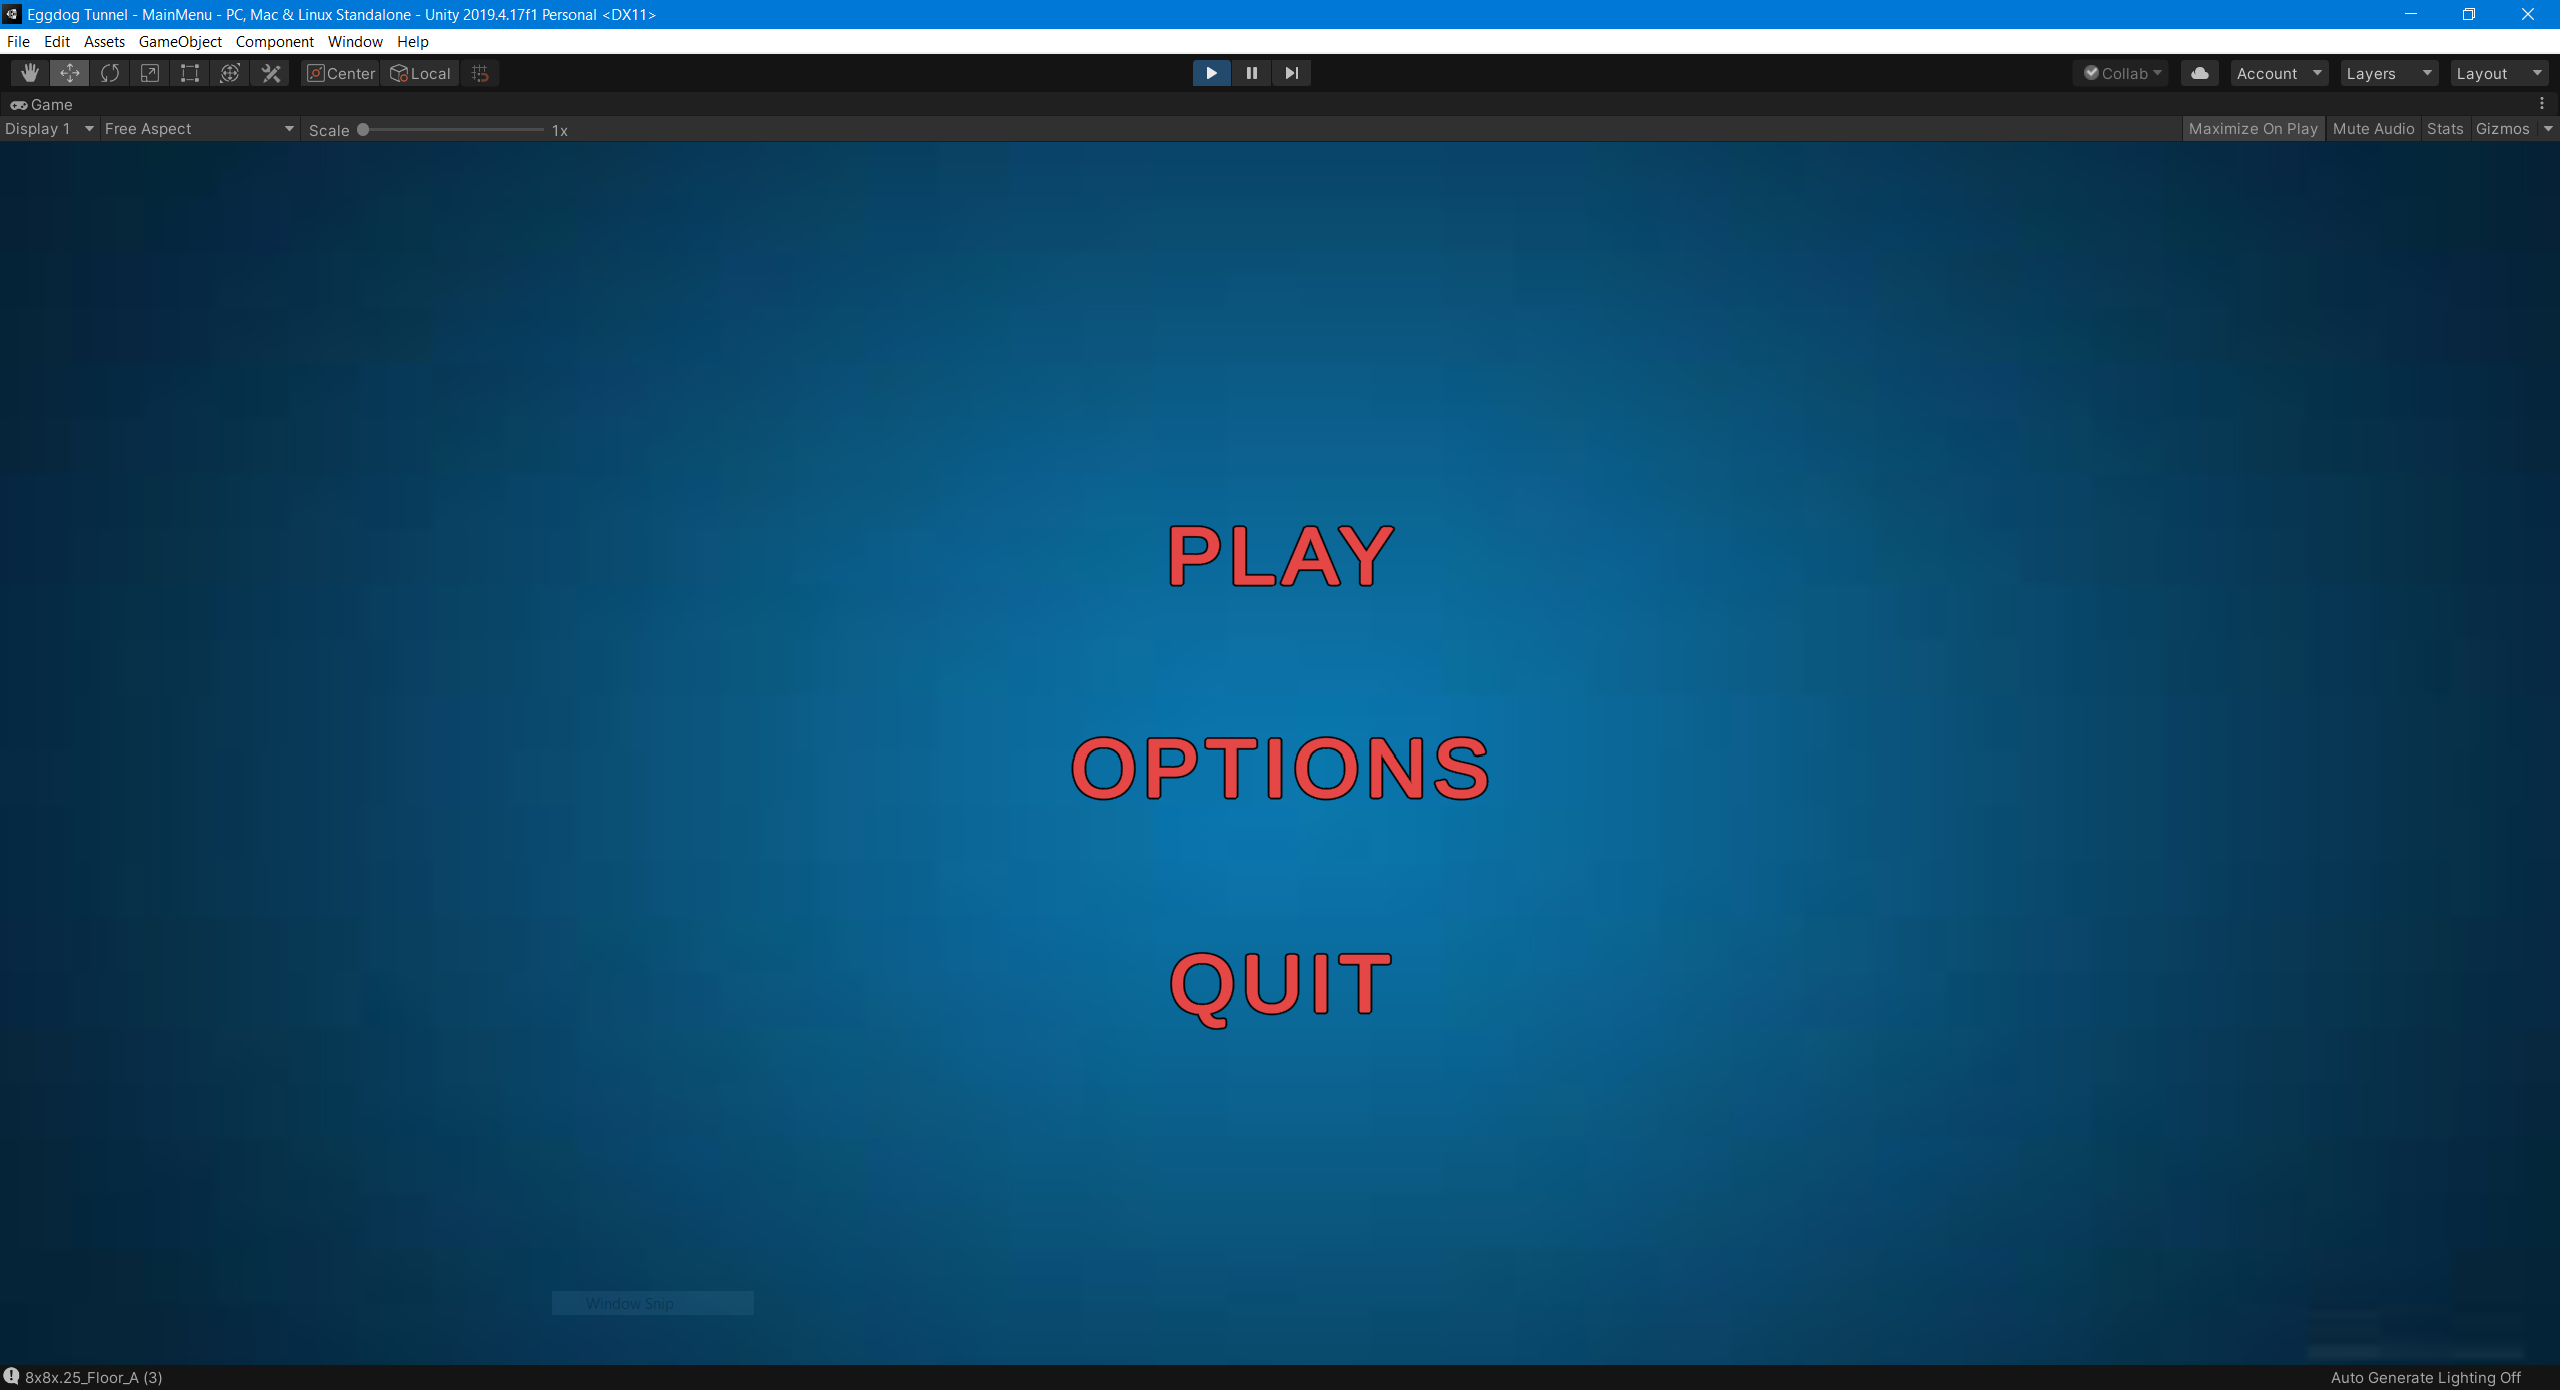 Eggdog Tunnel - MainMenu - PC, Mac & Linux Standalone - Unity 2019.4.17f1 Personal <DX11>
File Edit Assets GameObject Component Window Help
Center Local Collab Account Layers Layout
Game
Display 1 Free Aspect Scale 1x Maximize On Play Mute Audio Stats Gizmos
PLAY
OPTIONS
QUIT
Window Snip
8x8x.25_Floor_A (3) Auto Generate Lighting Off